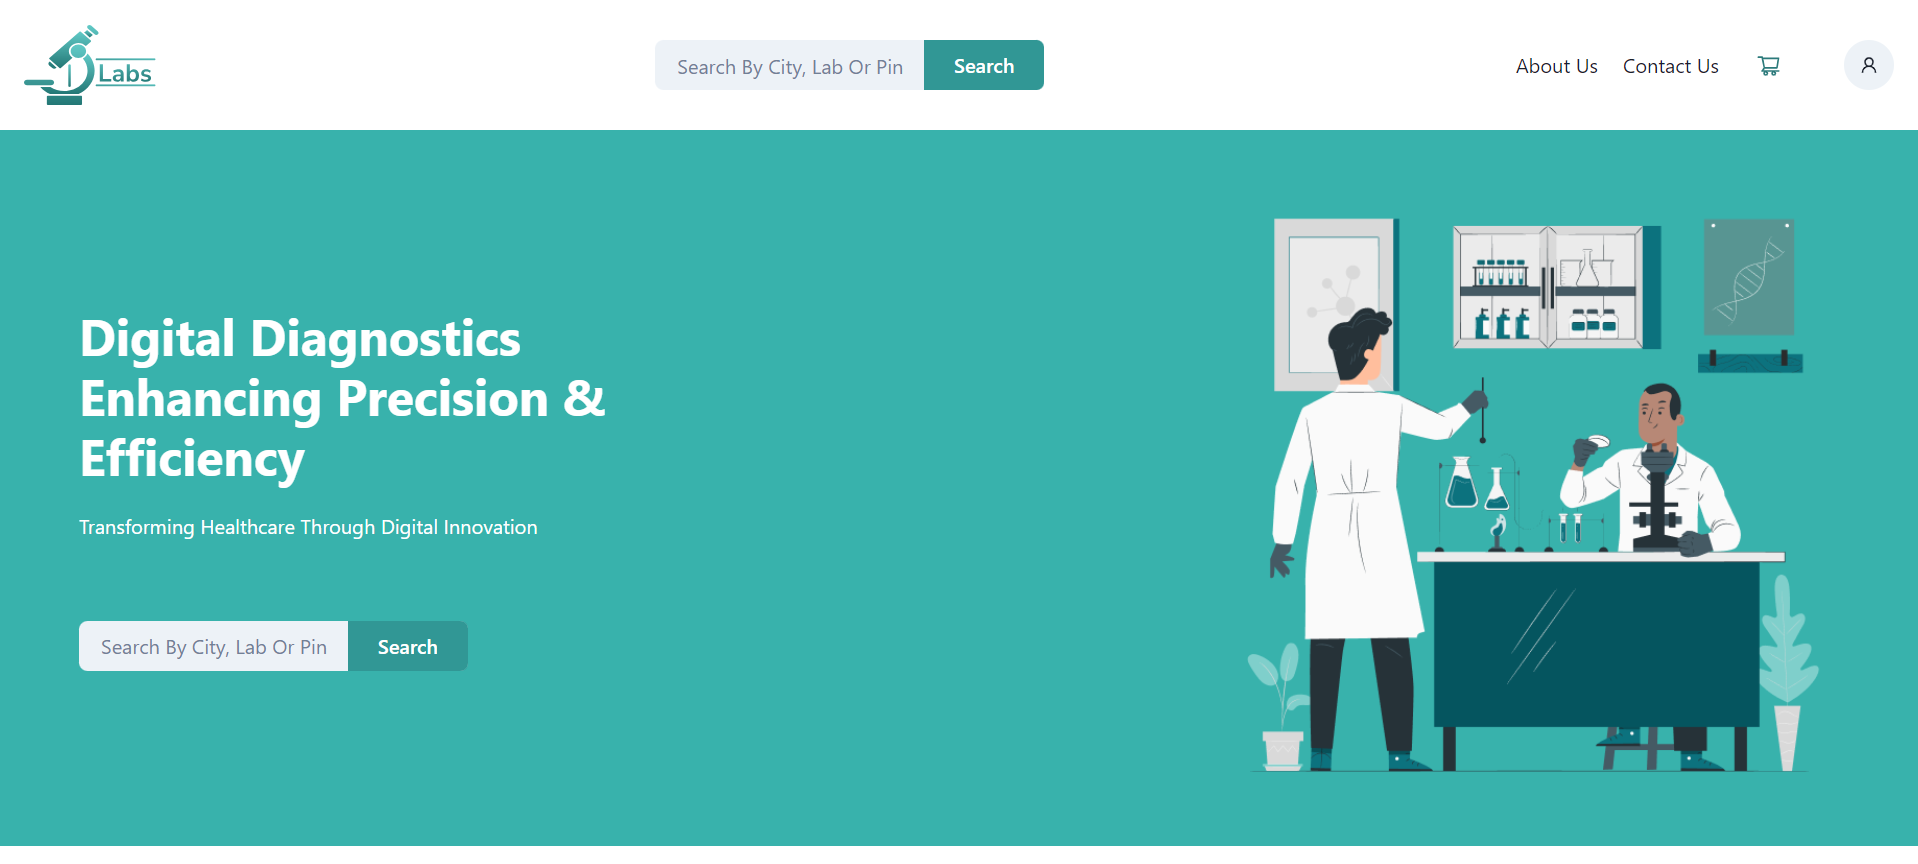 Labs
Search By City, Lab Or Pin
Search
About Us
Contact Us
Digital Diagnostics
Enhancing Precision &
Efficiency
Transforming Healthcare Through Digital Innovation
Search By City, Lab Or Pin
Search